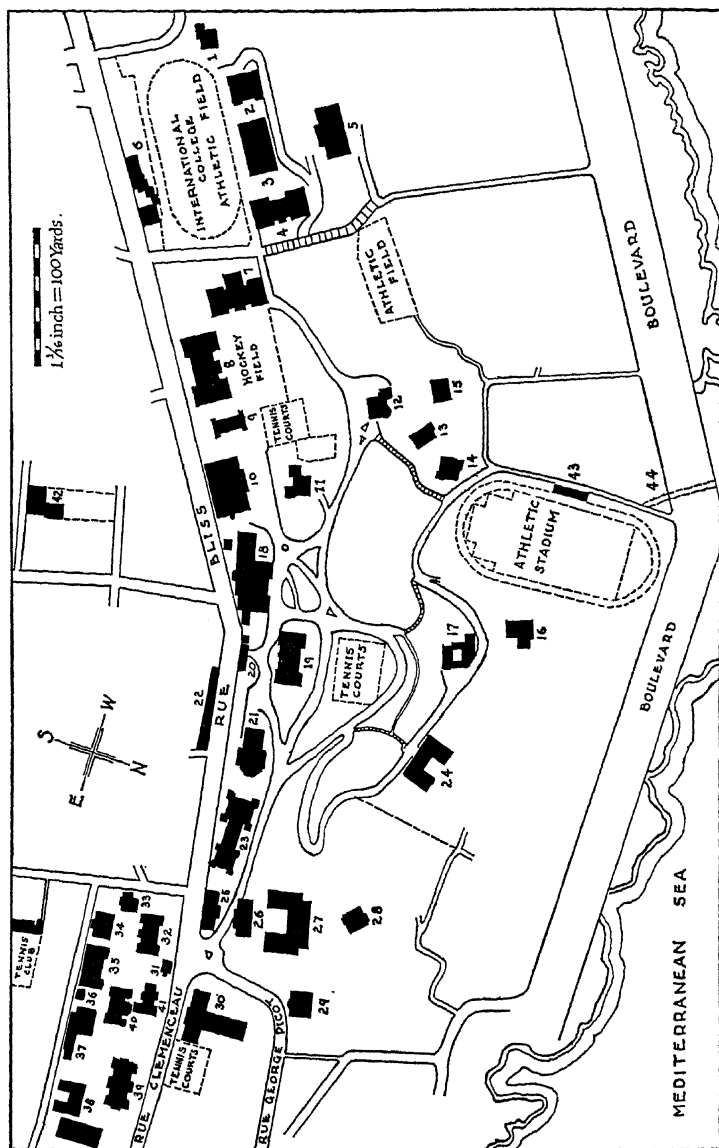 1 1/16 inch = 100 Yards.
INTERNATIONAL
COLLEGE
ATHLETIC FIELD
1
2
3
4
5
6
7
8
HOCKEY
FIELD
9
TENNIS
COURTS
10
11
12
13
14
15
ATHLETIC
FIELD
BOULEVARD
42
BLISS
RUE
18
19
20
21
22
TENNIS
COURTS
17
16
ATHLETIC
STADIUM
43
44
S
W
E
N
23
24
25
26
27
28
29
30
BOULEVARD
TENNIS
CLUB
33
34
32
35
31
36
41
40
37
39
38
RUE CLEMENCEAU
TENNIS
COURTS
RUE GEORGE PICOT
MEDITERRANEAN SEA